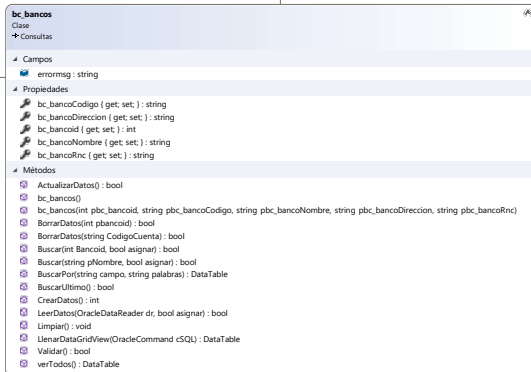 bc_bancos
Clase
Consultas
Campos
errormsg : string
Propiedades
bc_bancoCodigo { get; set; } : string
bc_bancoDireccion { get; set; } : string
bc_bancoid { get; set; } : int
bc_bancoNombre { get; set; } : string
bc_bancoRnc { get; set; } : string
Métodos
ActualizarDatos() : bool
bc_bancos()
bc_bancos(int pbc_bancoid, string pbc_bancoCodigo, string pbc_bancoNombre, string pbc_bancoDireccion, string pbc_bancoRnc)
BorrarDatos(int pbancoid) : bool
BorrarDatos(string CodigoCuenta) : bool
Buscar(int Bancoid, bool asignar) : bool
Buscar(string pNombre, bool asignar) : bool
BuscarPor(string campo, string palabras) : DataTable
BuscarUltimo() : bool
CrearDatos() : int
LeerDatos(OracleDataReader dr, bool asignar) : bool
Limpiar() : void
LlenarDataGridView(OracleCommand cSQL) : DataTable
Validar() : bool
verTodos() : DataTable